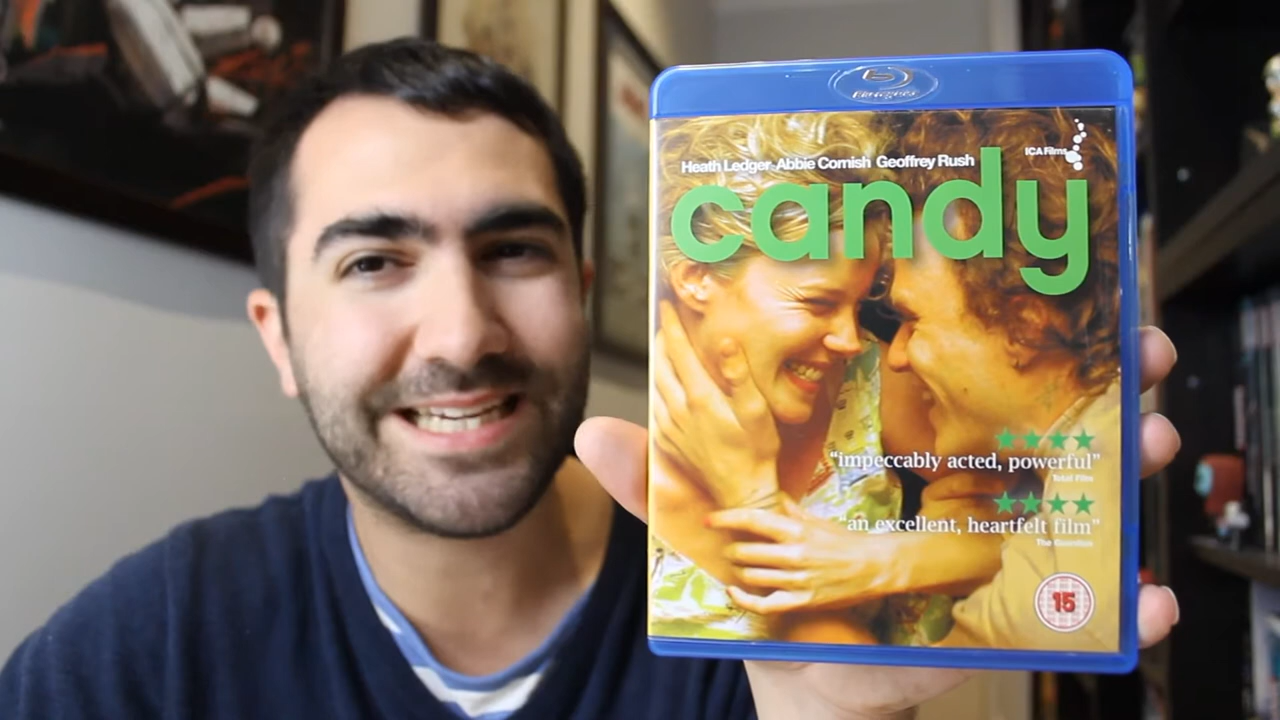 Heath Ledger Abbie Cornish Geoffrey Rush
ICA Films
candy
"impeccably acted, powerful"
Total Film
"an excellent, heartfelt film"
The Guardian
15